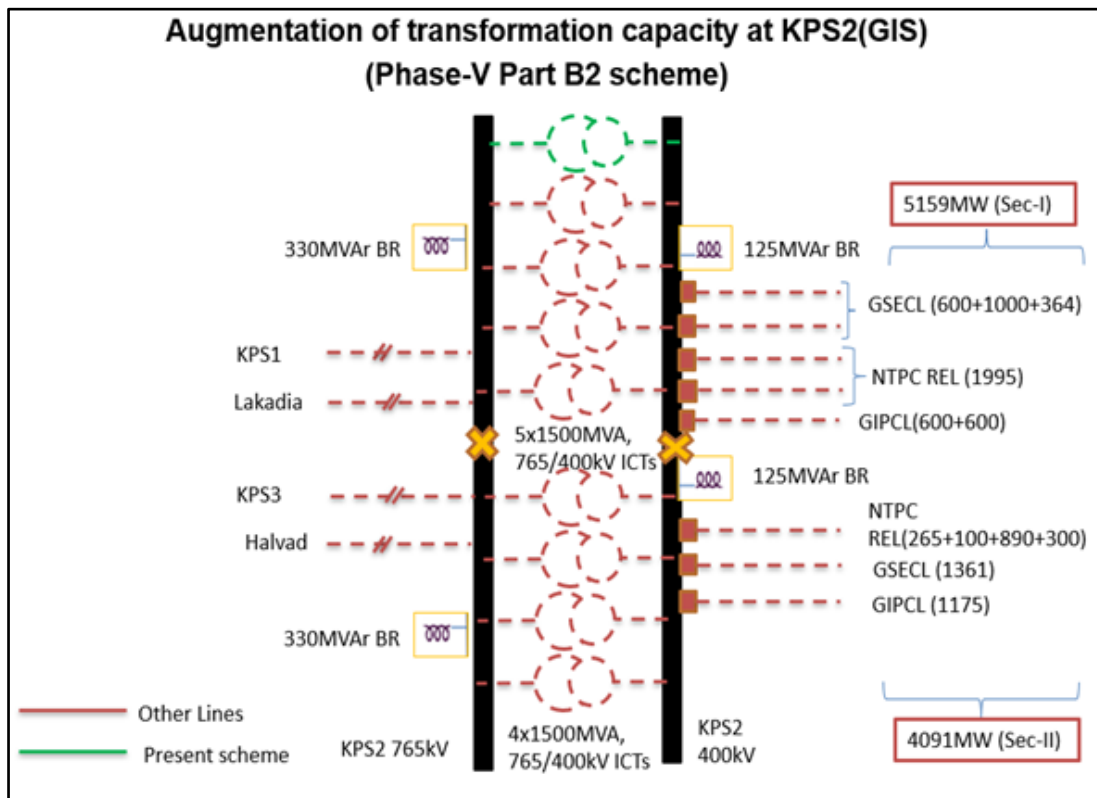 Augmentation of transformation capacity at KPS2(GIS)
(Phase-V Part B2 scheme)
5159MW (Sec-I)
330MVAr BR
125MVAr BR
GSECL (600+1000+364)
KPS1
NTPC REL (1995)
Lakadia
GIPCL(600+600)
5x1500MVA,
765/400kV ICTs
125MVAr BR
KPS3
NTPC
REL(265+100+890+300)
Halvad
GSECL (1361)
GIPCL (1175)
330MVAr BR
Other Lines
Present scheme
KPS2 765kV
4x1500MVA,
765/400kV ICTs
KPS2
400kV
4091MW (Sec-II)